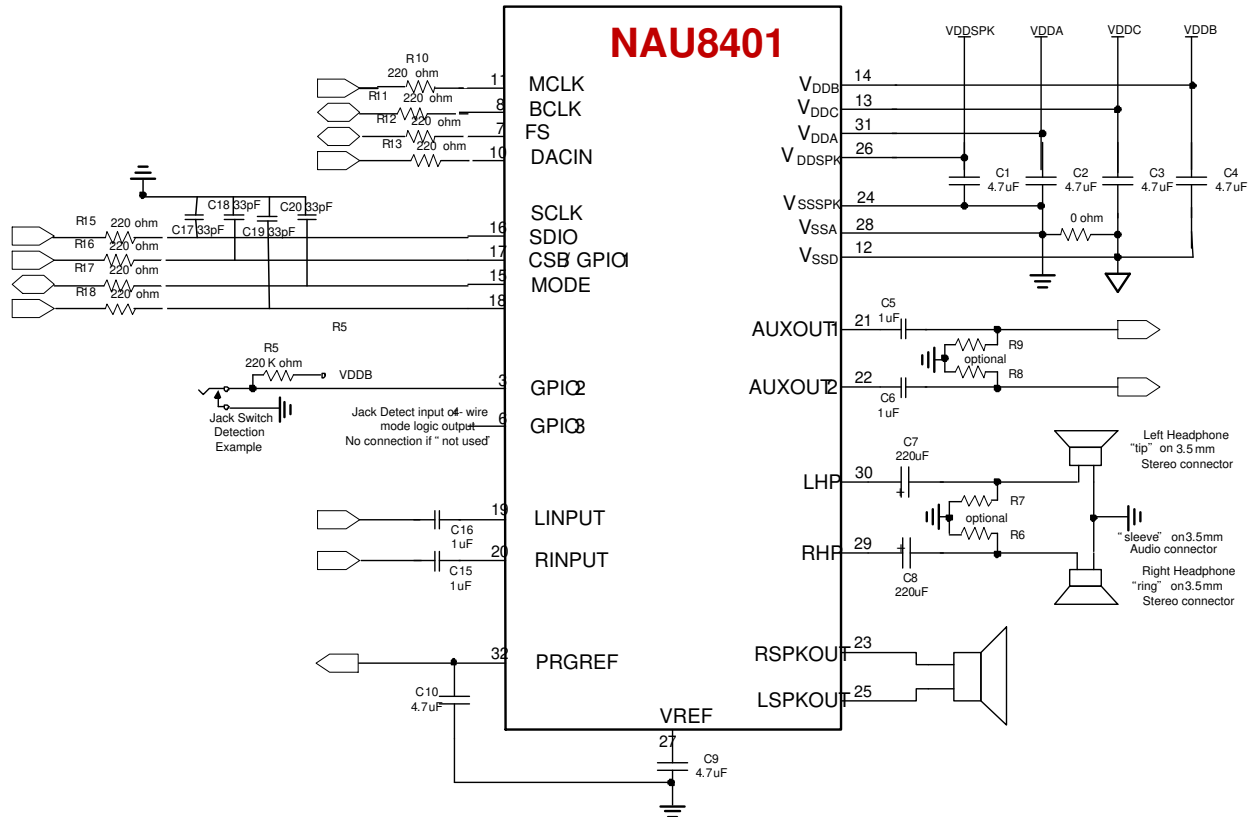 NAU8401
VDDSPK
VDDA
VDDC
VDDB
R10
220 ohm
11
MCLK
R11
220 ohm
8
BCLK
R12
220 ohm
7
FS
R13
220 ohm
10
DACIN
C18 33pF
C20 33pF
C17 33pF
C19 33pF
SCLK
R15
220 ohm
16
SDIO
R16
220 ohm
17
CSB/ GPIO1
R17
220 ohm
15
MODE
R18
220 ohm
18
R5
R5
220 K ohm
VDDB
3
GPIO2
Jack Switch
Detection
Example
Jack Detect input or 4- wire
mode logic output
No connection if “ not used”
6
GPIO3
19
LINPUT
C16
1uF
20
RINPUT
C15
1uF
32
PRGREF
C10
4.7uF
VREF
27
C9
4.7uF
VDDB
14
VDDC
13
VDDA
31
VDDSPK
26
VSSSPK
24
VSSA
28
VSSD
12
C1
4.7uF
C2
4.7uF
C3
4.7uF
C4
4.7uF
0 ohm
AUXOUT1
21
C5
1uF
R9
optional
R8
AUXOUT2
22
C6
1uF
LHP
30
C7
220uF
+
R7
optional
R6
RHP
29
+
C8
220uF
Left Headphone
“tip” on 3.5mm
Stereo connector
“sleeve” on3.5mm
Audio connector
Right Headphone
“ring” on3.5mm
Stereo connector
RSPKOUT
23
LSPKOUT
25